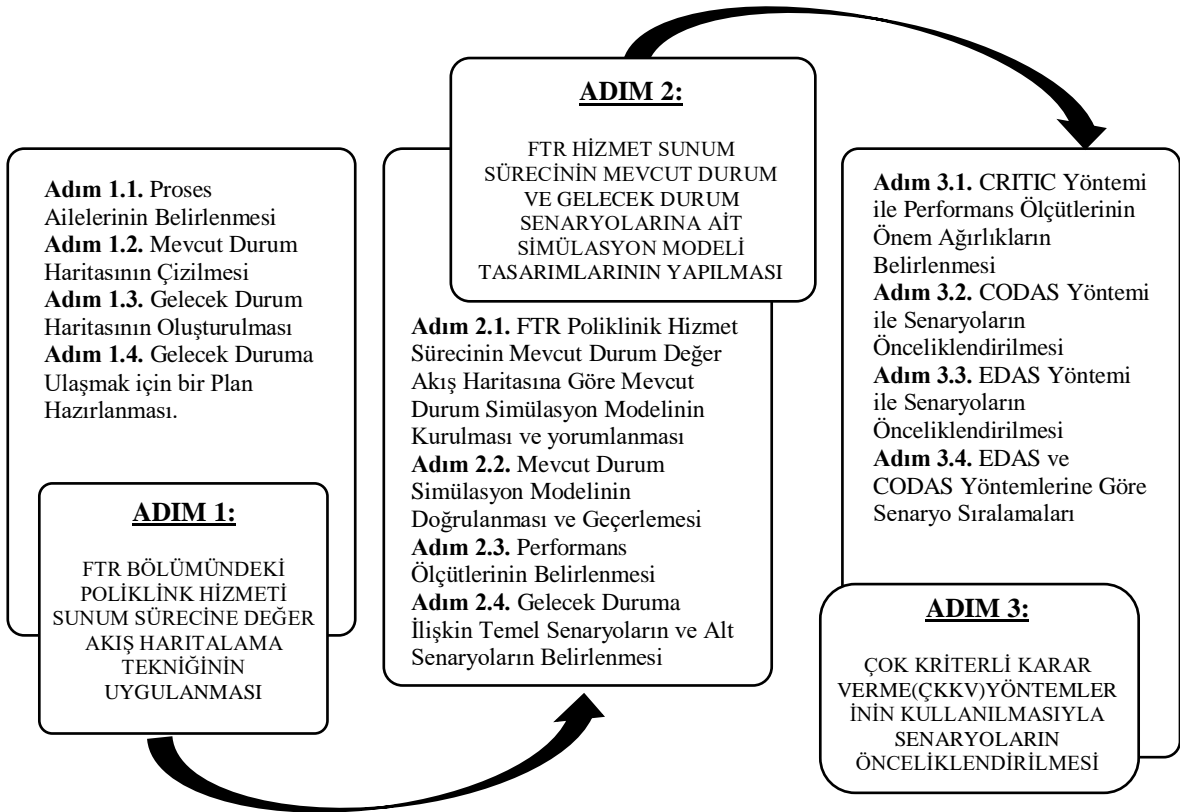 Adım 1.1. Proses
Ailelerinin Belirlenmesi
Adım 1.2. Mevcut Durum
Haritasının Çizilmesi
Adım 1.3. Gelecek Durum
Haritasının Oluşturulması
Adım 1.4. Gelecek Duruma
Ulaşmak için bir Plan
Hazırlanması.
ADIM 1:
FTR BÖLÜMÜNDEKİ
POLİKLİNK HİZMETİ
SUNUM SÜRECİNE DEĞER
AKIŞ HARITALAMA
TEKNİĞİNİN
UYGULANMASI
ADIM 2:
FTR HİZMET SUNUM
SÜRECİNİN MEVCUT DURUM
VE GELECEK DURUM
SENARYOLARINA AİT
SİMÜLASYON MODELİ
TASARIMLARININ YAPILMASI
Adım 2.1. FTR Poliklinik Hizmet
Sürecinin Mevcut Durum Değer
Akış Haritasına Göre Mevcut
Durum Simülasyon Modelinin
Kurulması ve yorumlanması
Adım 2.2. Mevcut Durum
Simülasyon Modelinin
Doğrulanması ve Geçerlemesi
Adım 2.3. Performans
Ölçütlerinin Belirlenmesi
Adım 2.4. Gelecek Duruma
İlişkin Temel Senaryoların ve Alt
Senaryoların Belirlenmesi
Adım 3.1. CRITIC Yöntemi
ile Performans Ölçütlerinin
Önem Ağırlıkların
Belirlenmesi
Adım 3.2. CODAS Yöntemi
ile Senaryoların
Önceliklendirilmesi
Adım 3.3. EDAS Yöntemi
ile Senaryoların
Önceliklendirilmesi
Adım 3.4. EDAS ve
CODAS Yöntemlerine Göre
Senaryo Sıralamaları
ADIM 3:
ÇOK KRİTERLİ KARAR
VERME(ÇKKV)YÖNTEMLER
İNİN KULLANILMASIYLA
SENARYOLARIN
ÖNCELİKLENDİRİLMESİ